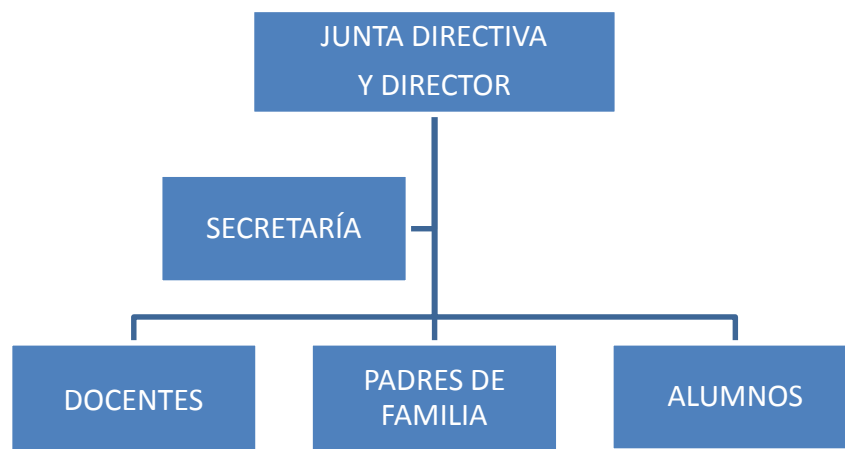 JUNTA DIRECTIVA
Y DIRECTOR
SECRETARÍA
DOCENTES
PADRES DE
FAMILIA
ALUMNOS